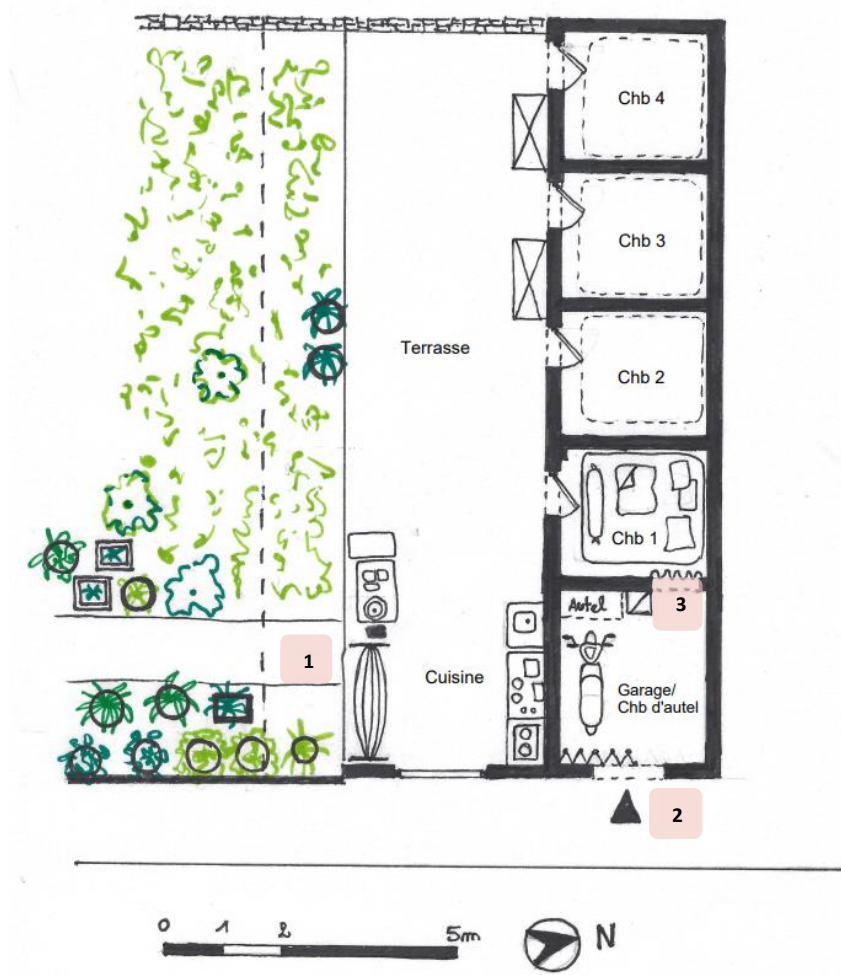 Chb 4
Chb 3
Terrasse
Chb 2
Chb 1
Autel
3
1
Cuisine
Garage/
Chb d'autel
2
0 1 2 5m
N